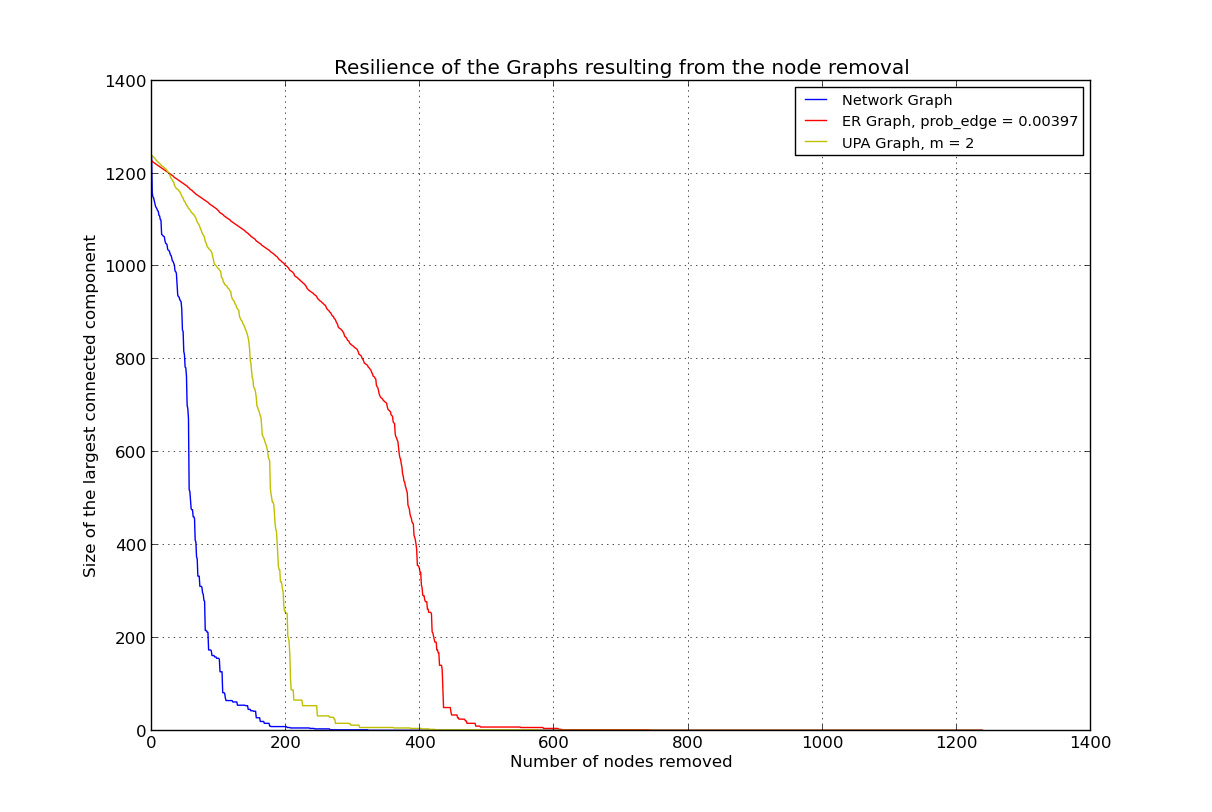 Resilience of the Graphs resulting from the node removal
1400
1200
1000
800
600
400
200
0
Size of the largest connected component
Network Graph
ER Graph, prob_edge = 0.00397
UPA Graph, m = 2
0 200 400 600 800 1000 1200 1400
Number of nodes removed